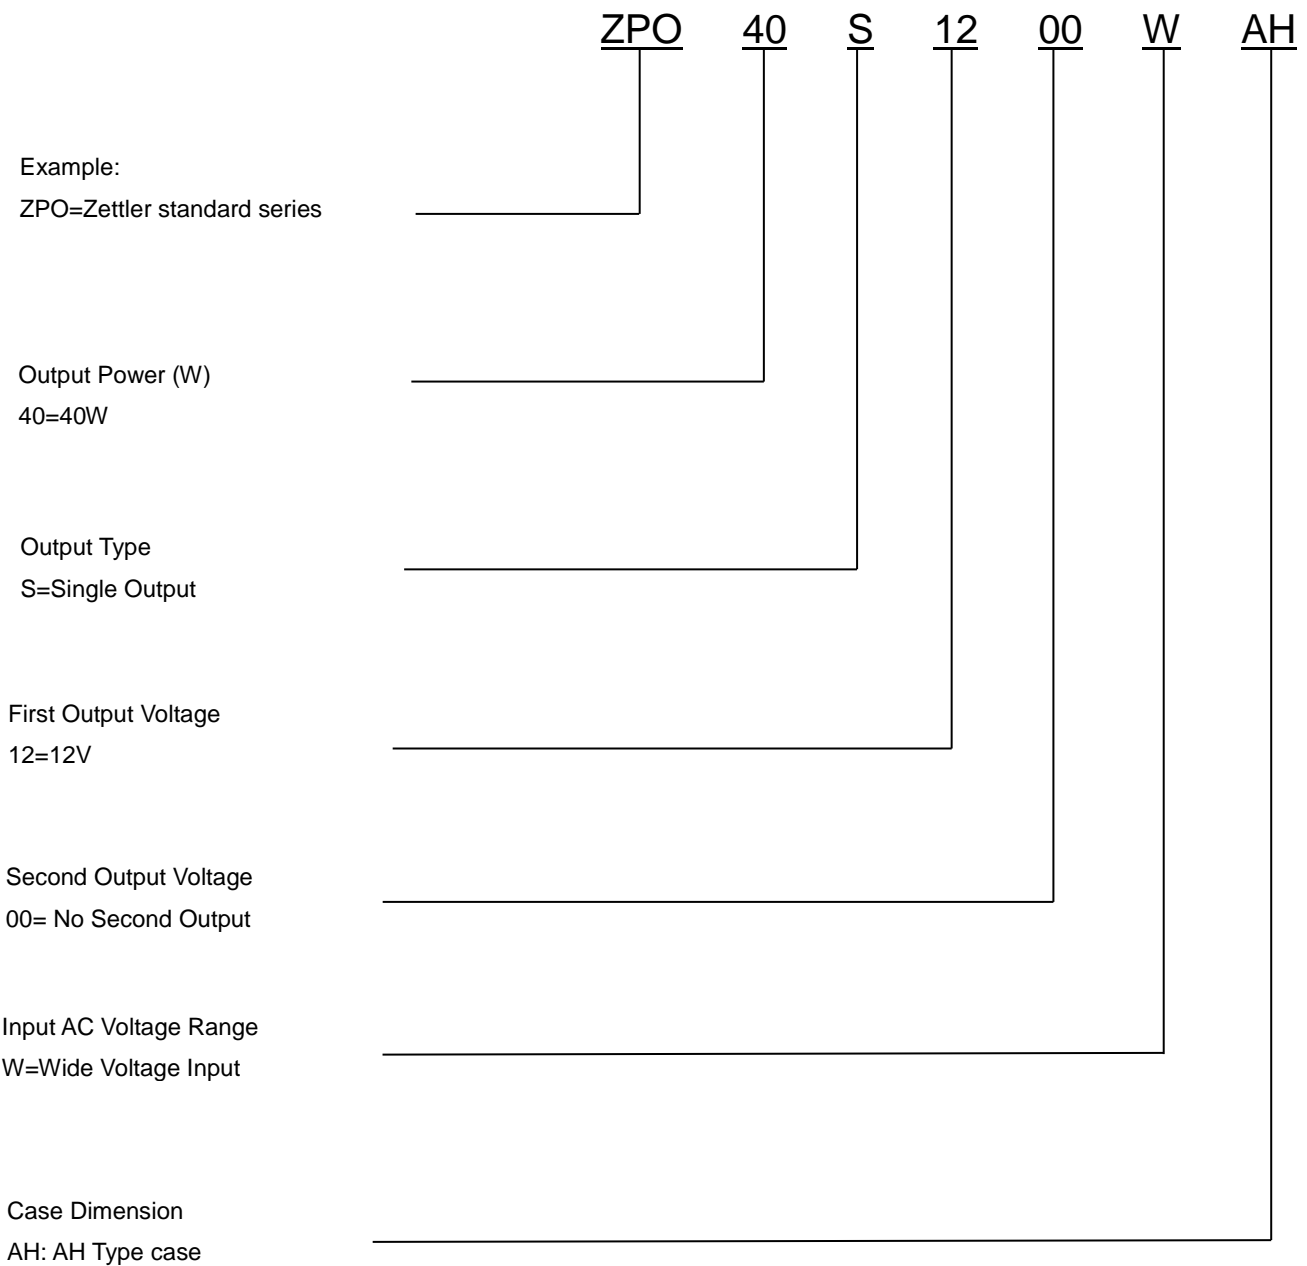 ZPO 40 S 12 00 W AH
Example:
ZPO=Zettler standard series
Output Power (W)
40=40W
Output Type
S=Single Output
First Output Voltage
12=12V
Second Output Voltage
00= No Second Output
Input AC Voltage Range
W=Wide Voltage Input
Case Dimension
AH: AH Type case